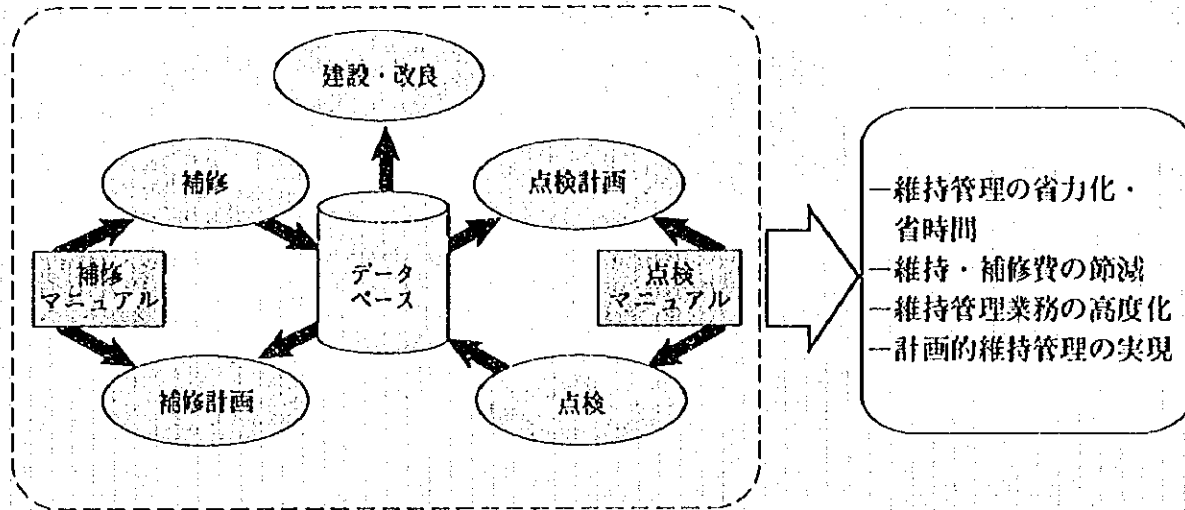 建設・改良
補修
点検計画
補修
マニュアル
データ
ベース
点検
マニュアル
補修計画
点検
―維持管理の省力化・
省時間
―維持・補修費の節減
―維持管理業務の高度化
―計画的維持管理の実現